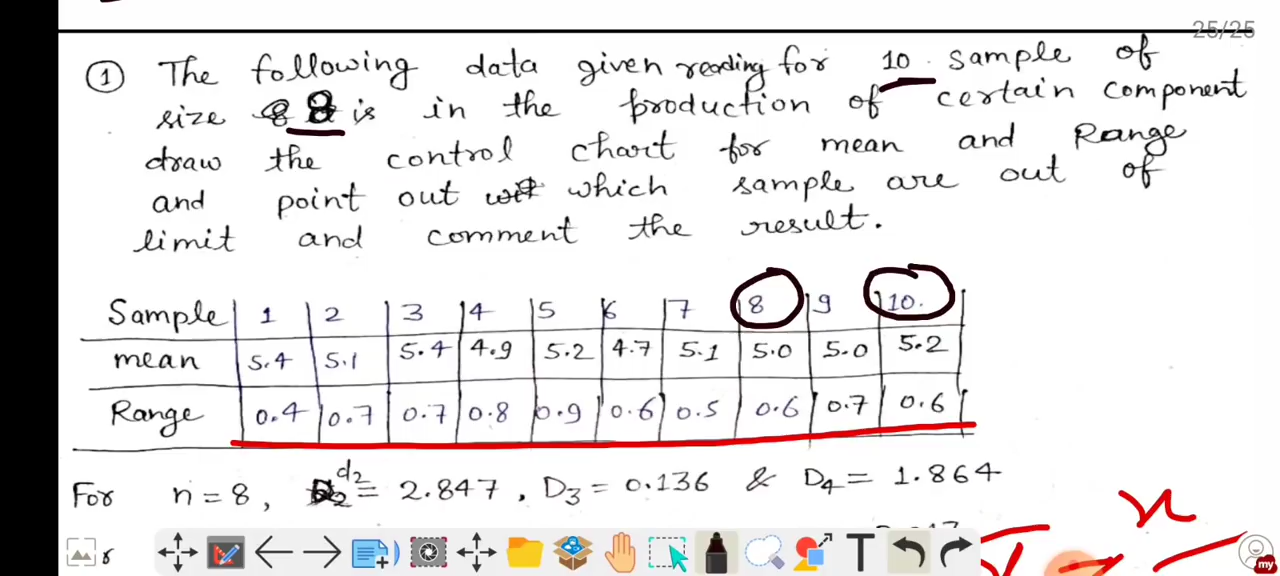 25/25
① The following data given reading for 10 sample of
size 8 is in the production of certain component
draw the control chart for mean and Range
and point out which sample are out of
limit and comment the result.
Sample 1 2 3 4 5 6 7 8 9 10.
mean 5.4 5.1 5.4 4.9 5.2 4.7 5.1 5.0 5.0 5.2
Range 0.4 0.7 0.7 0.8 0.9 0.6 0.5 0.6 0.7 0.6
For n = 8, d2 = 2.847, D3 = 0.136 & D4 = 1.864
x
T
my